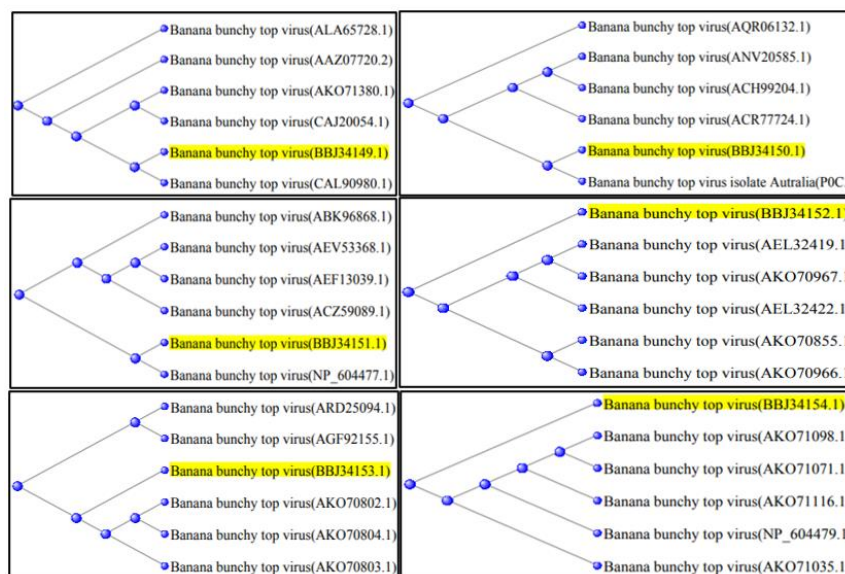 Banana bunchy top virus(ALA65728.1)
Banana bunchy top virus(AAZ07720.2)
Banana bunchy top virus(AKO71380.1)
Banana bunchy top virus(CAJ20054.1)
Banana bunchy top virus(BBJ34149.1)
Banana bunchy top virus(CAL90980.1)
Banana bunchy top virus(AQR06132.1)
Banana bunchy top virus(ANV20585.1)
Banana bunchy top virus(ACH99204.1)
Banana bunchy top virus(ACR77724.1)
Banana bunchy top virus(BBJ34150.1)
Banana bunchy top virus isolate Autralia(P0C
Banana bunchy top virus(ABK96868.1)
Banana bunchy top virus(AEV53368.1)
Banana bunchy top virus(AEF13039.1)
Banana bunchy top virus(ACZ59089.1)
Banana bunchy top virus(BBJ34151.1)
Banana bunchy top virus(NP_604477.1)
Banana bunchy top virus(BBJ34152.1)
Banana bunchy top virus(AEL32419.1
Banana bunchy top virus(AKO70967.1
Banana bunchy top virus(AEL32422.1
Banana bunchy top virus(AKO70855.1
Banana bunchy top virus(AKO70966.1
Banana bunchy top virus(ARD25094.1)
Banana bunchy top virus(AGF92155.1)
Banana bunchy top virus(BBJ34153.1)
Banana bunchy top virus(AKO70802.1)
Banana bunchy top virus(AKO70804.1)
Banana bunchy top virus(AKO70803.1)
Banana bunchy top virus(BBJ34154.1)
Banana bunchy top virus(AKO71098.1
Banana bunchy top virus(AKO71071.1
Banana bunchy top virus(AKO71116.1
Banana bunchy top virus(NP_604479.1
Banana bunchy top virus(AKO71035.1